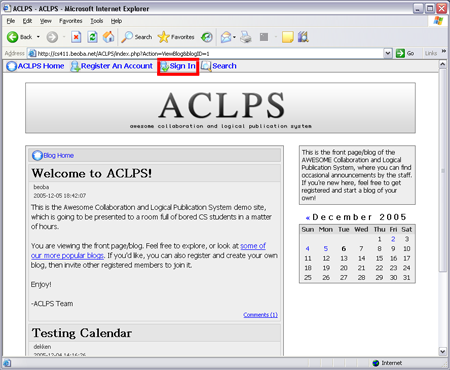 ACLPS - ACLPS - Microsoft Internet Explorer
File Edit View Favorites Tools Help
Back Search Favorites
Address http://cs411.beoba.net/ACLPS/index.php?Action=ViewBlog&blogID=1 Go Links
ACLPS Home Register An Account Sign In Search
ACLPS
awesome collaboration and logical publication system
Blog Home
Welcome to ACLPS!
beoba
2005-12-05 18:42:07
This is the Awesome Collaboration and Logical Publication System demo site,
which is going to be presented to a room full of bored CS students in a matter
of hours.
You are viewing the front page/blog. Feel free to explore, or look at some of
our more popular blogs. If you'd like, you can also register and create your own
blog, then invite other registered members to join it.
Enjoy!
-ACLPS Team
Comments (1)
Testing Calendar
dekken
2005-12-04 14:16:26
This is the front page/blog of the
AWESOME Collaboration and Logical
Publication System, where you can find
occasional announcements by the staff.
If you're new here, feel free to get
registered and start a blog of your
own!
«December 2005
Sun Mon Tue Wed Thu Fri Sat
1 2 3
4 5 6 7 8 9 10
11 12 13 14 15 16 17
18 19 20 21 22 23 24
25 26 27 28 29 30 31
Internet